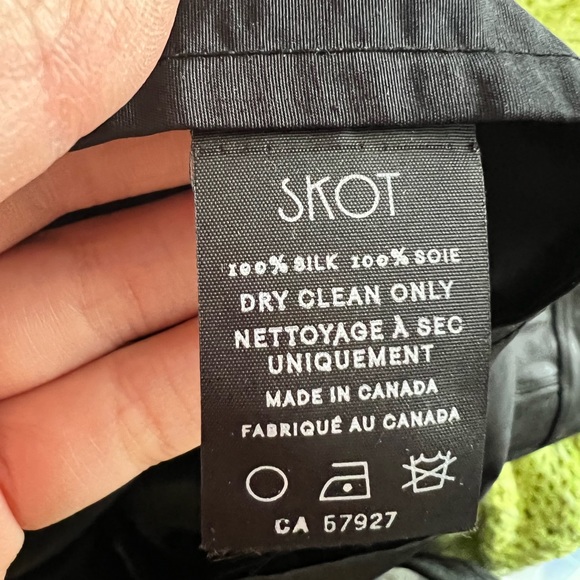 SKOT
100% SILK 100% SOIE
DRY CLEAN ONLY
NETTOYAGE À SEC
UNIQUEMENT
MADE IN CANADA
FABRIQUÉ AU CANADA
CA 57927